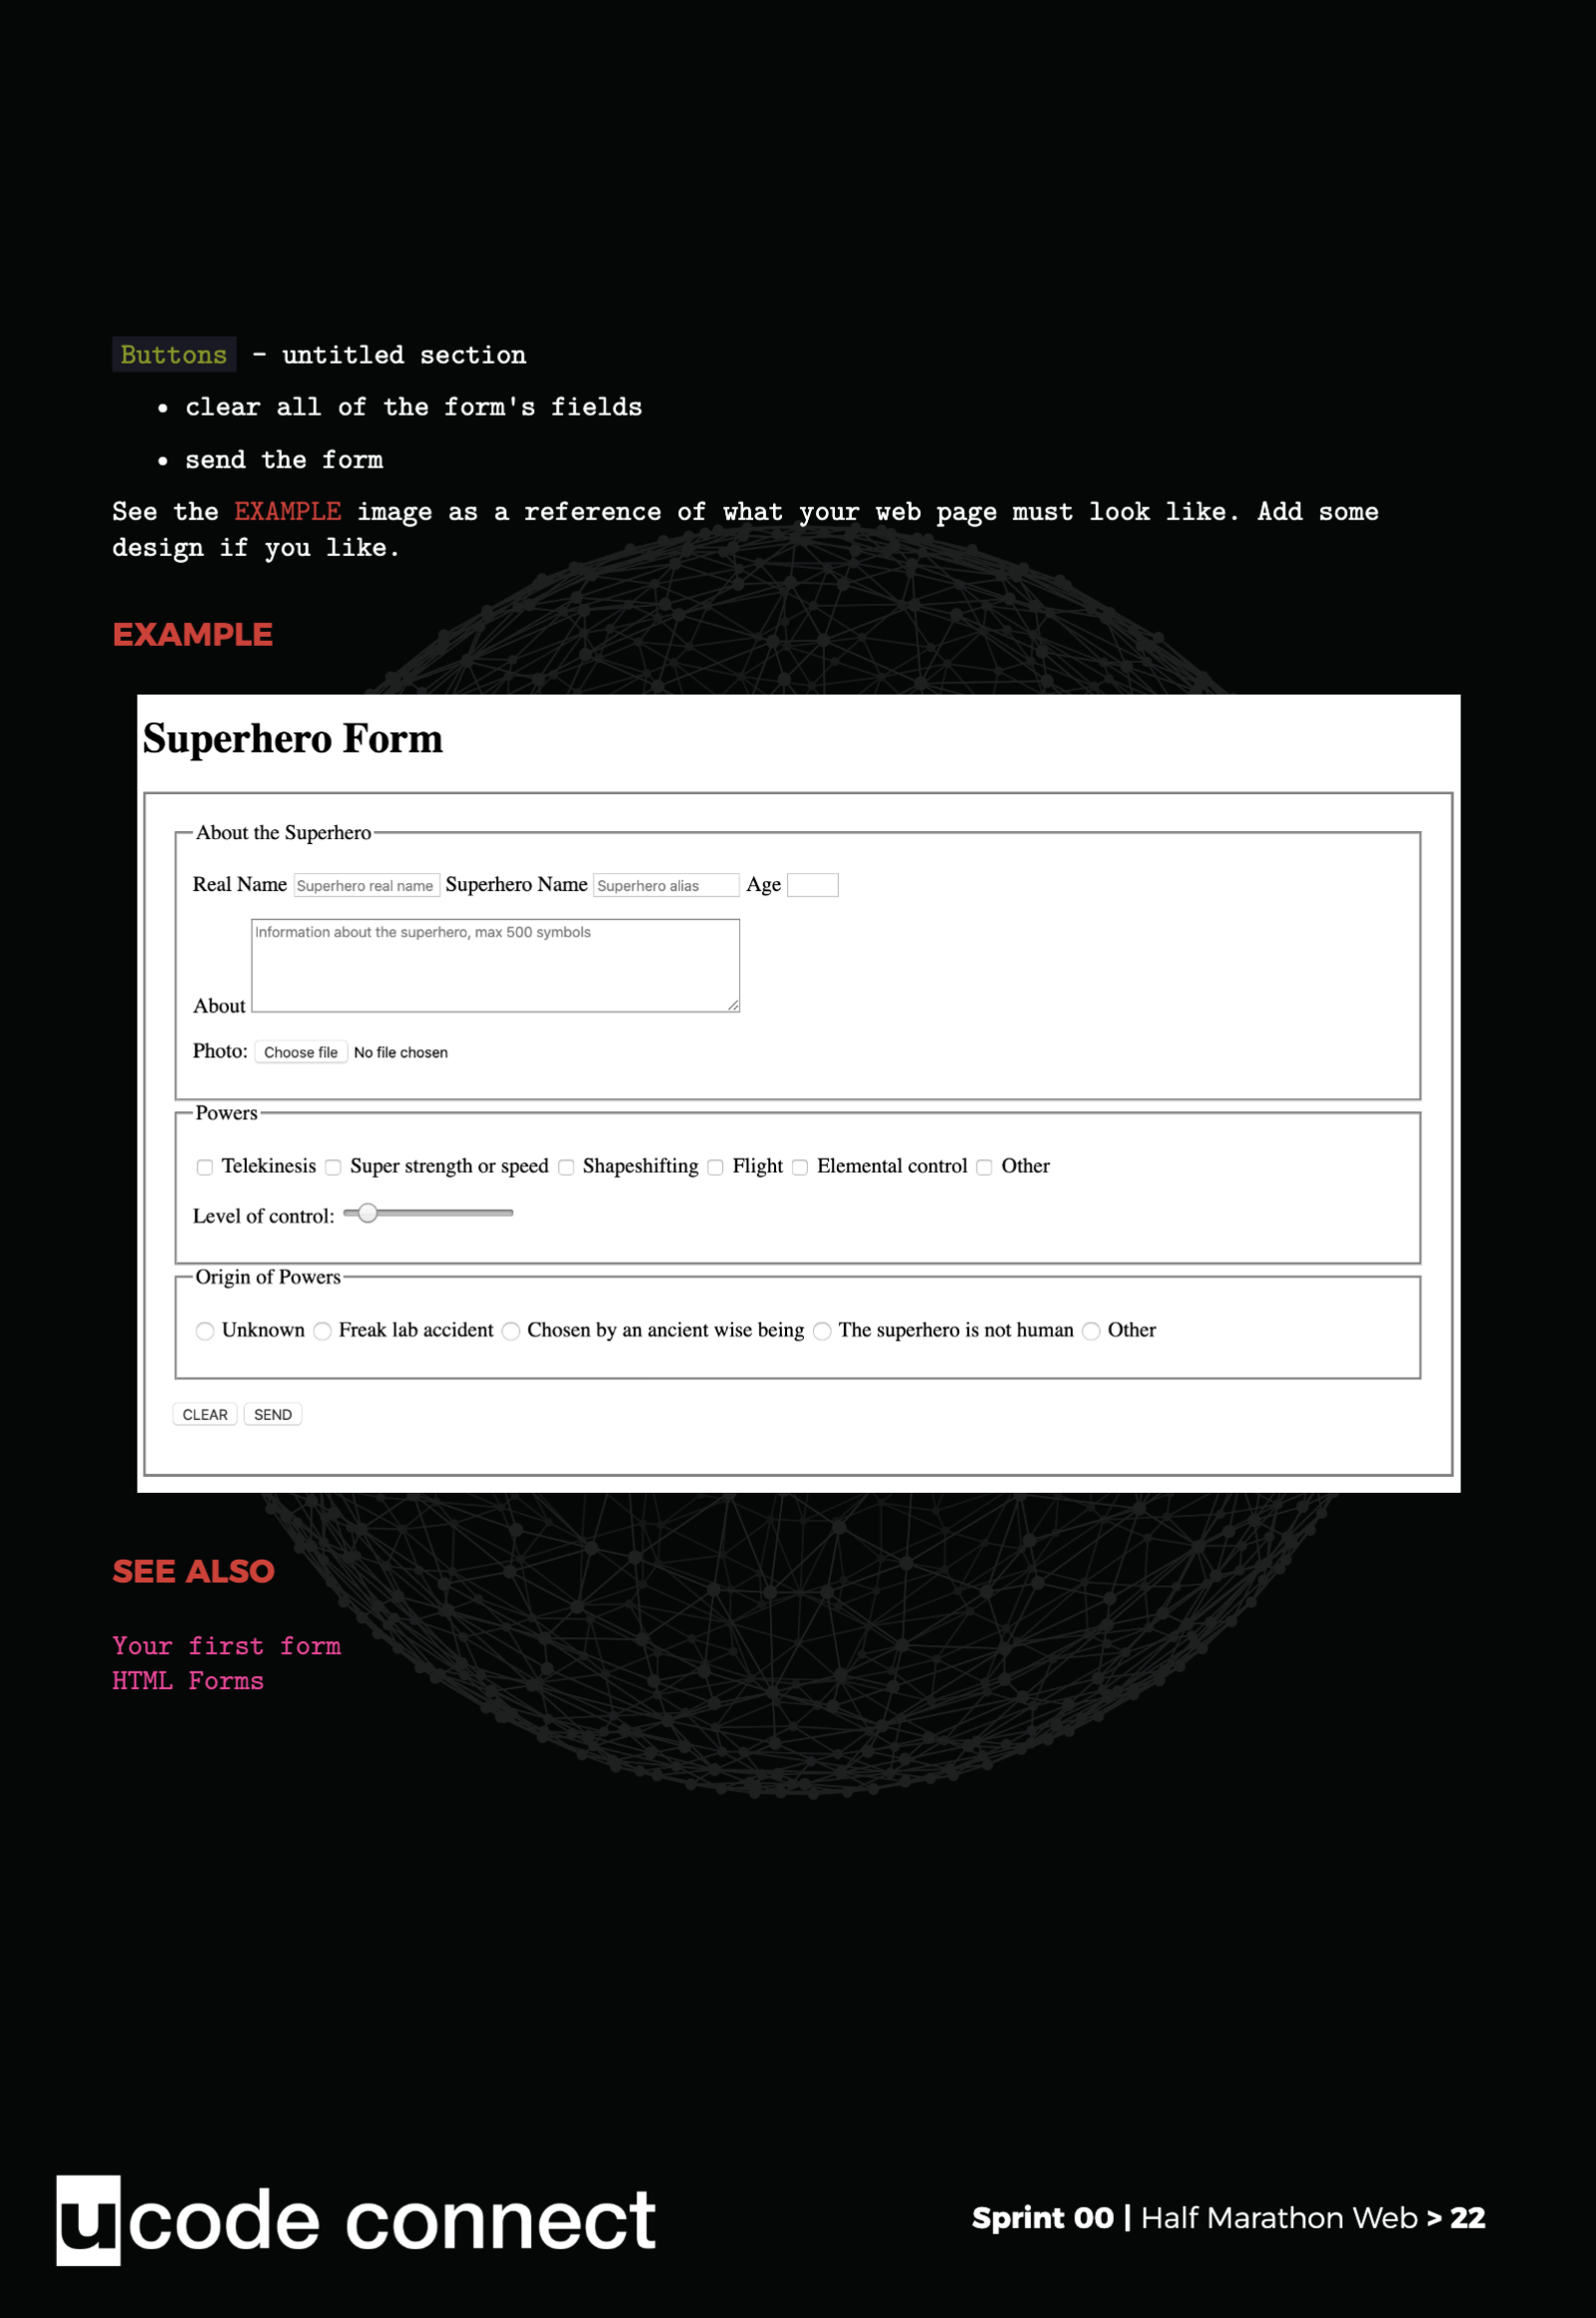 Buttons - untitled section
• clear all of the form's fields
• send the form
See the EXAMPLE image as a reference of what your web page must look like. Add some
design if you like.
EXAMPLE
Superhero Form
About the Superhero
Real Name Superhero real name Superhero Name Superhero alias Age
Information about the superhero, max 500 symbols
About
Photo: Choose file No file chosen
Powers
Telekinesis Super strength or speed Shapeshifting Flight Elemental control Other
Level of control:
Origin of Powers
Unknown Freak lab accident Chosen by an ancient wise being The superhero is not human Other
CLEAR SEND
SEE ALSO
Your first form
HTML Forms
ucode connect
Sprint 00 | Half Marathon Web > 22